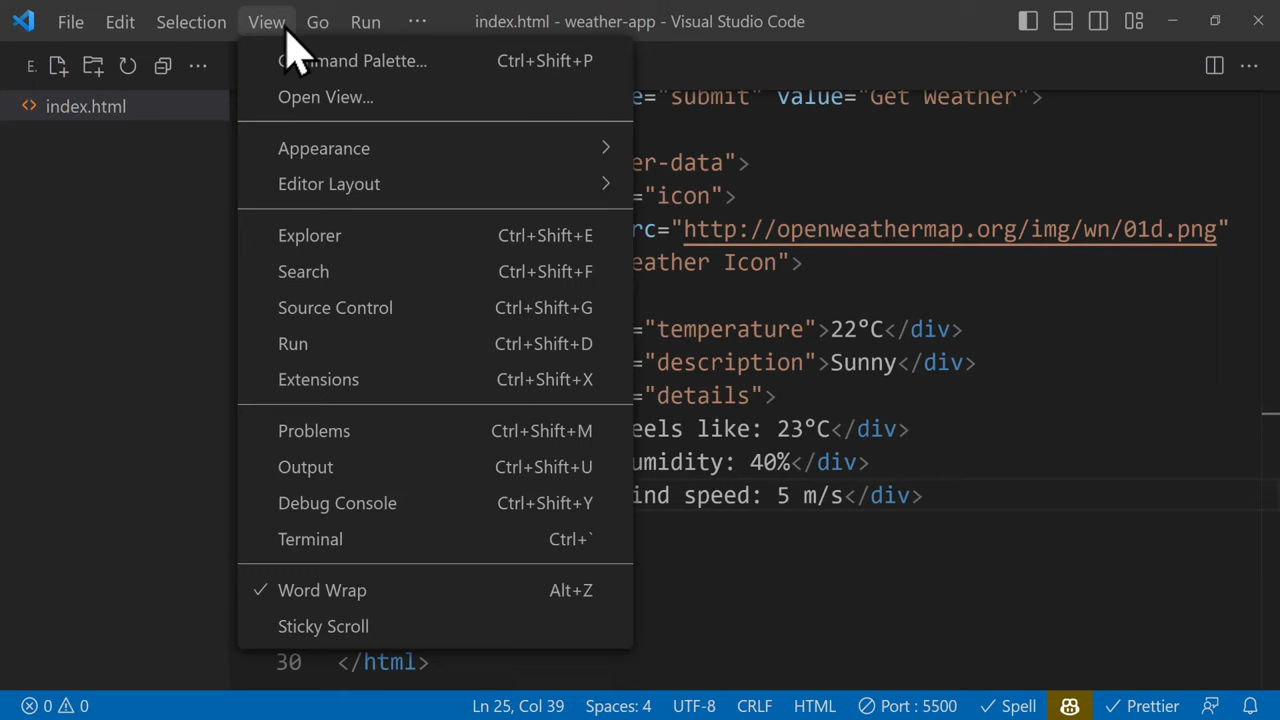 File Edit Selection View Go Run ··· index.html - weather-app - Visual Studio Code
E.
index.html
Command Palette... Ctrl+Shift+P
Open View...
Appearance
Editor Layout
Explorer Ctrl+Shift+E
Search Ctrl+Shift+F
Source Control Ctrl+Shift+G
Run Ctrl+Shift+D
Extensions Ctrl+Shift+X
Problems Ctrl+Shift+M
Output Ctrl+Shift+U
Debug Console Ctrl+Shift+Y
Terminal Ctrl+`
Word Wrap Alt+Z
Sticky Scroll
e="submit" value="Get Weather">
er-data">
="icon">
rc="http://openweathermap.org/img/wn/01d.png"
eather Icon">
="temperature">22°C</div>
="description">Sunny</div>
="details">
eels like: 23°C</div>
umidity: 40%</div>
ind speed: 5 m/s</div>
30 </html>
0 0 Ln 25, Col 39 Spaces: 4 UTF-8 CRLF HTML Port : 5500 Spell Prettier